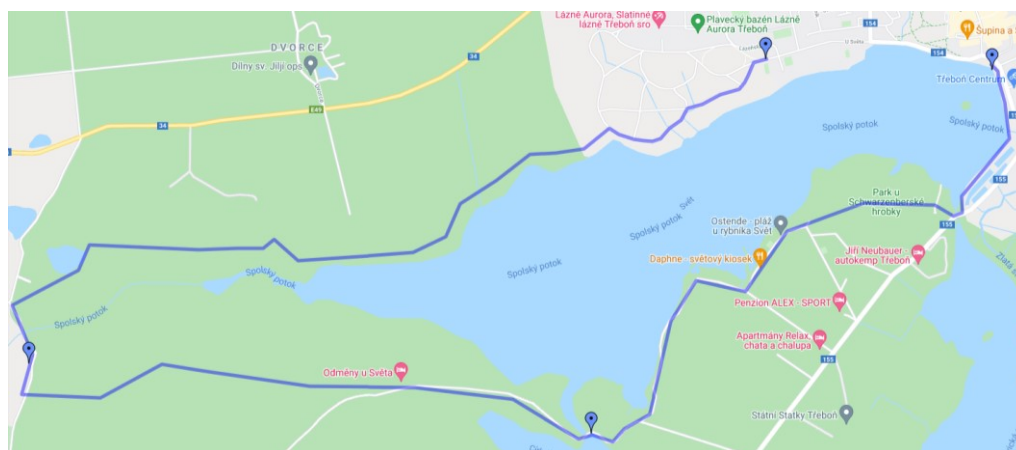 Lázně Aurora, Slatinné
lázně Třeboň sro
Plavecký bazén Lázně
Aurora Třeboň
154
U Světa
Lázeňská
154
Šupina a S
DVORCE
34
Dílny sv. Jiljí ops
Třeboň Centrum
E49
34
Spolský potok
Spolský potok
155
Park u
Schwarzenberské
hrobky
Svět
Spolský potok
Ostende - pláž
u rybníka Svět
155
Jiří Neubauer -
autokemp Třeboň
Zlatá s
Daphne - světový kiosek
Spolský potok
Spolský potok
Penzion ALEX - SPORT
Spolský potok
Apartmány Relax,
chata a chalupa
155
Odměny u Světa
Státní Statky Třeboň